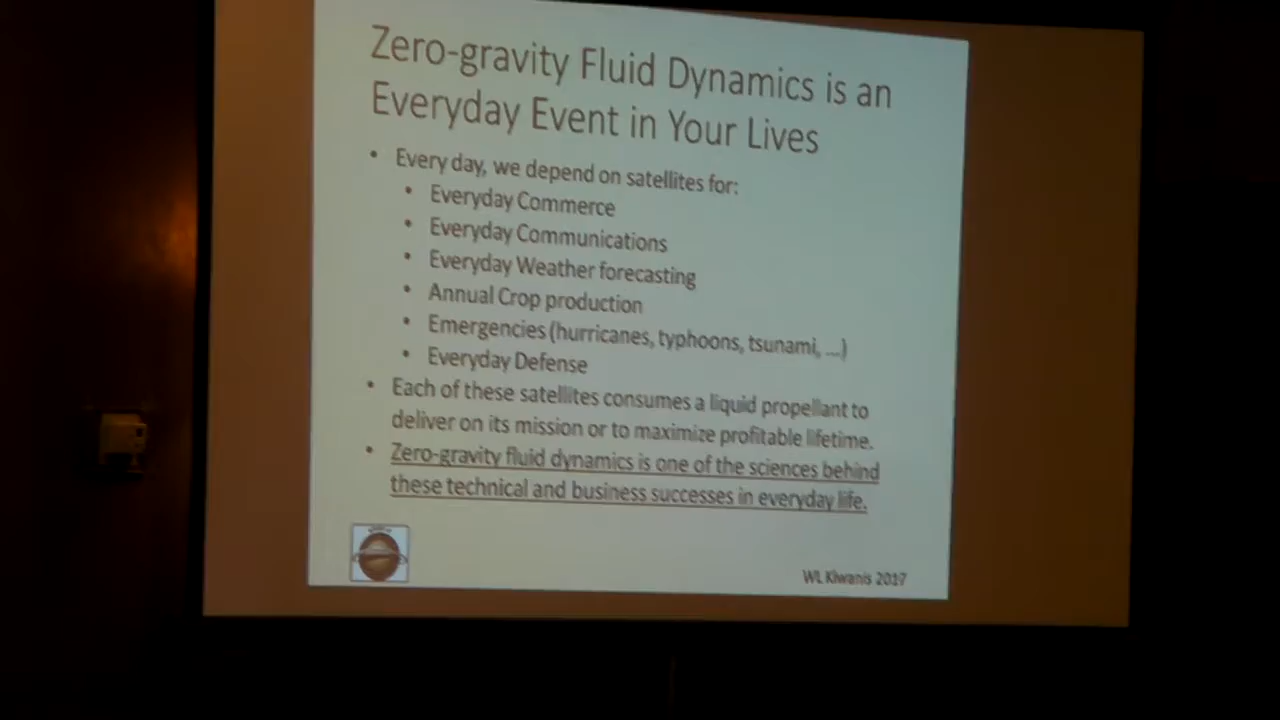 Zero-gravity Fluid Dynamics is an
Everyday Event in Your Lives
• Every day, we depend on satellites for:
• Everyday Commerce
• Everyday Communications
• Everyday Weather forecasting
• Annual Crop production
• Emergencies (hurricanes, typhoons, tsunami, ...)
• Everyday Defense
• Each of these satellites consumes a liquid propellant to
deliver on its mission or to maximize profitable lifetime.
• Zero-gravity fluid dynamics is one of the sciences behind
these technical and business successes in everyday life.
WL Kiwanis 2017